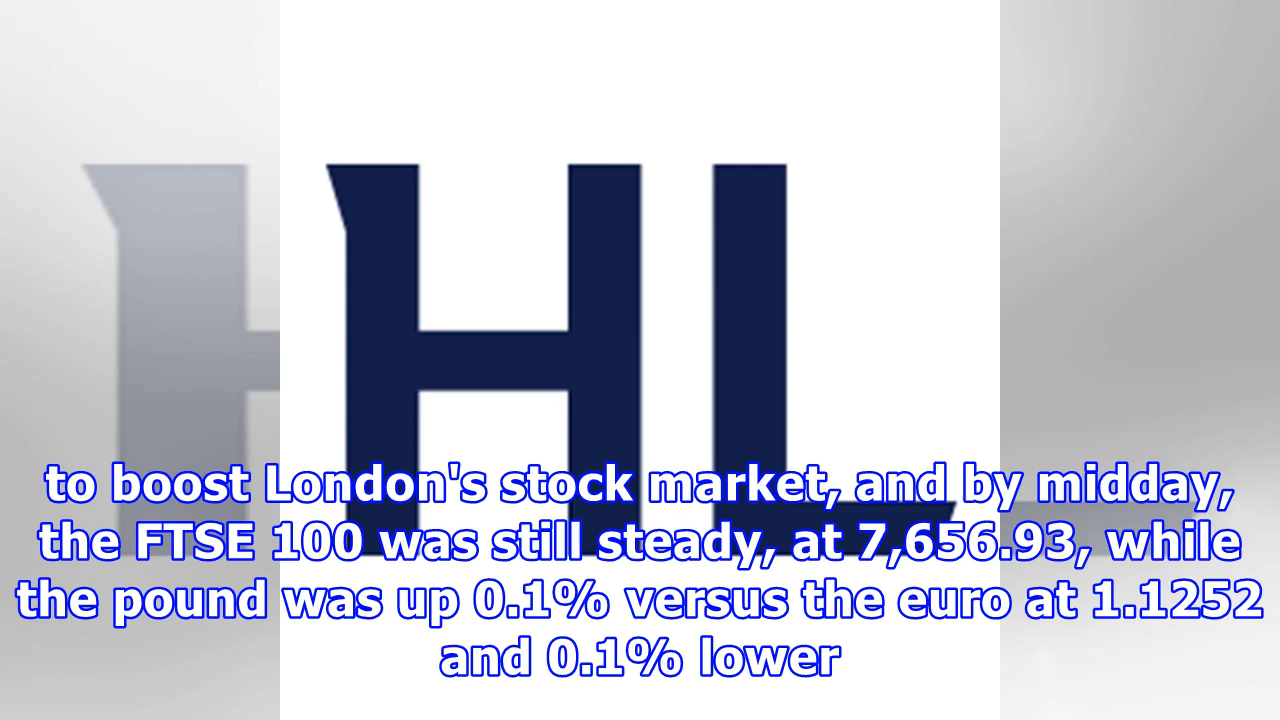 HL
to boost London's stock market, and by midday,
the FTSE 100 was still steady, at 7,656.93, while
the pound was up 0.1% versus the euro at 1.1252
and 0.1% lower